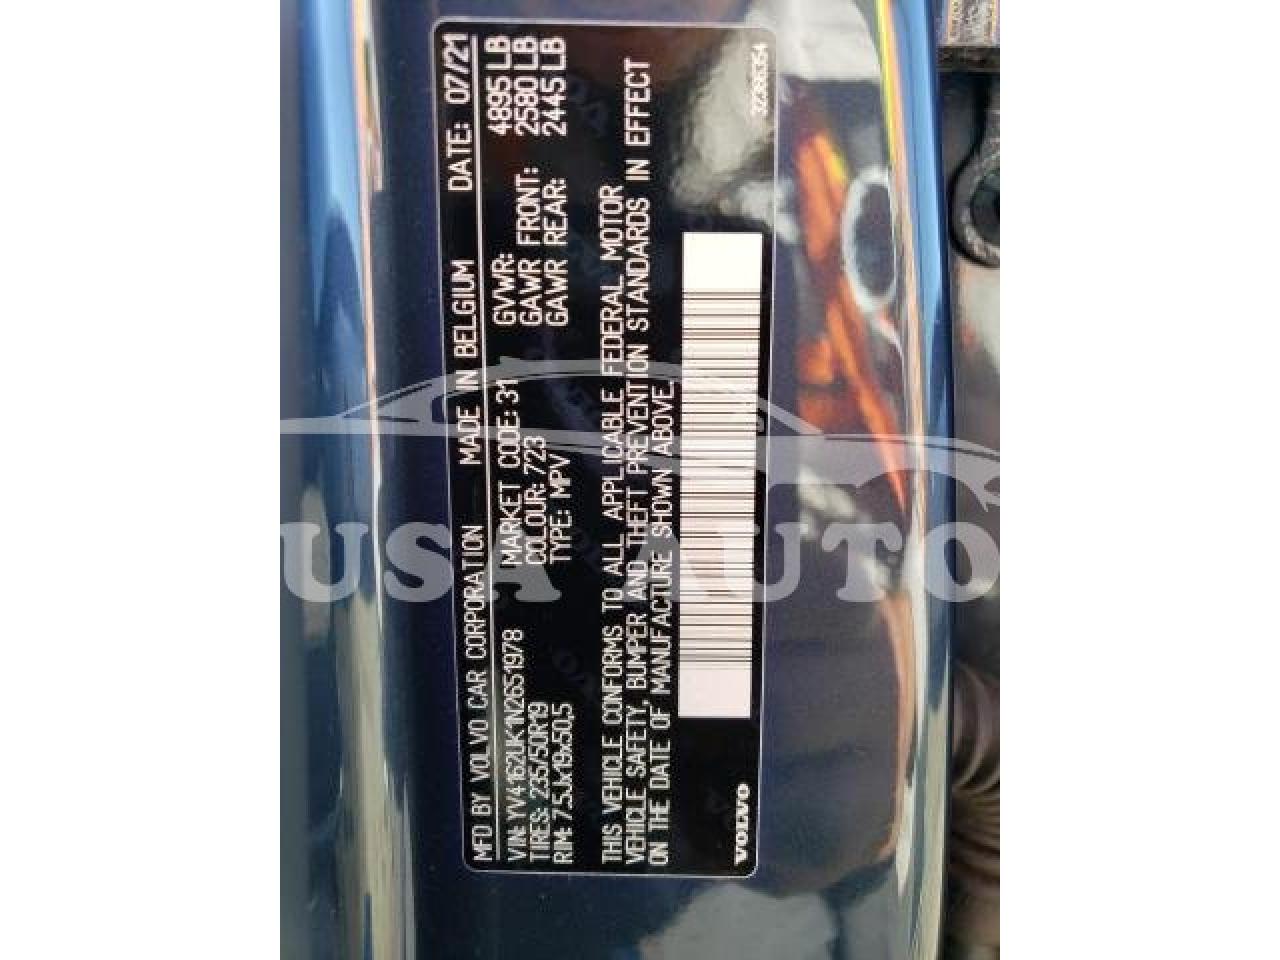 MFD BY VOLVO CAR CORPORATION MADE IN BELGIUM DATE: 07/21
VIN: YV4162UK1N2651978 MARKET CODE: 31 GVWR: 4895 LB
TIRES: 235/50R19 COLOUR: 723 GAWR FRONT: 2580 LB
RIM: 7.5Jx19x50,5 TYPE: MPV GAWR REAR: 2445 LB
THIS VEHICLE CONFORMS TO ALL APPLICABLE FEDERAL MOTOR
VEHICLE SAFETY, BUMPER AND THEFT PREVENTION STANDARDS IN EFFECT
ON THE DATE OF MANUFACTURE SHOWN ABOVE.
VOLVO 32366354
USA AUTO